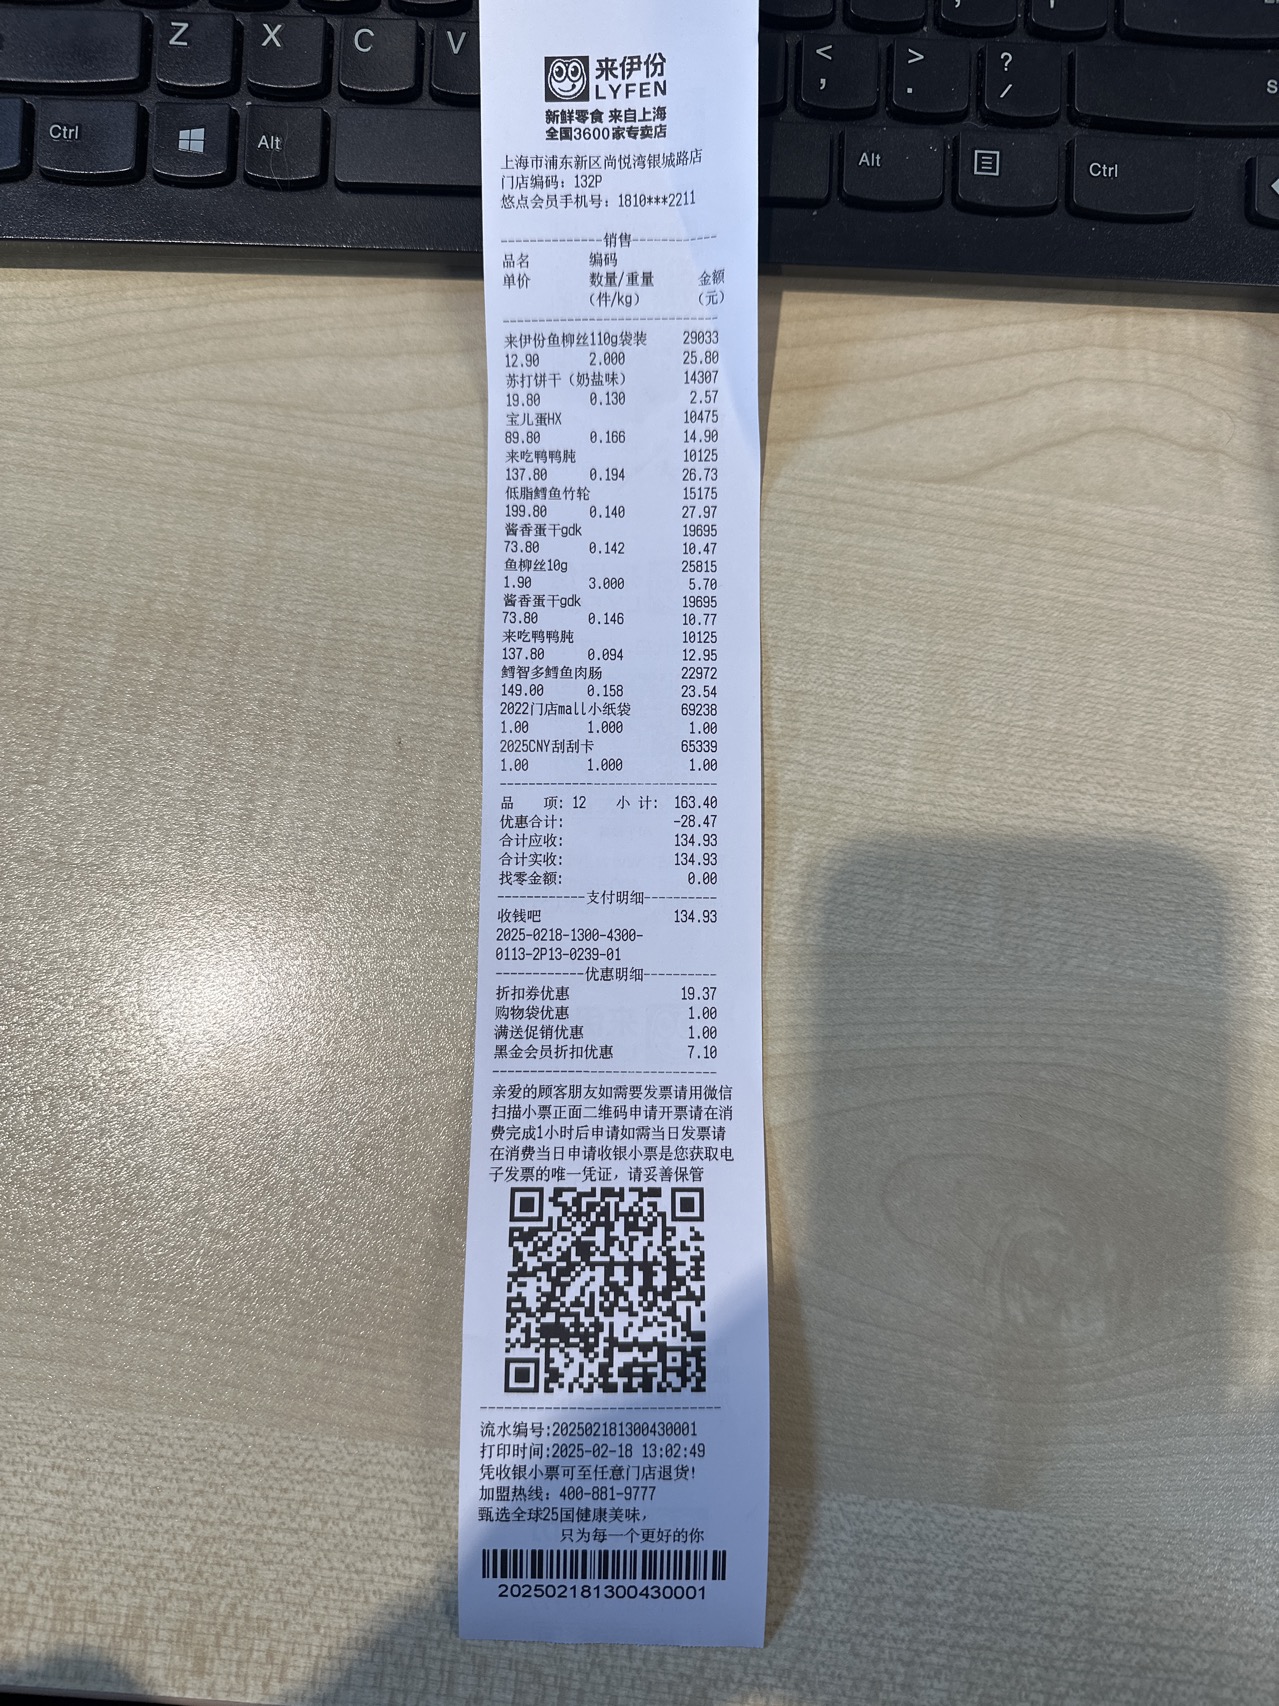 Z X C V < , > . ? /
Ctrl Alt Alt Ctrl
来伊份
LYFEN
新鲜零食 来自上海
全国3600家专卖店
上海市浦东新区尚悦湾银城路店
门店编码：132P
悠点会员手机号：1810***2211
--------------销售------------
品名 编码
单价 数量/重量 金额
（件/kg） （元）
来伊份鱼柳丝110g袋装 29033
12.90 2.000 25.80
苏打饼干（奶盐味） 14307
19.80 0.130 2.57
宝儿蛋HX 10475
89.80 0.166 14.90
来吃鸭鸭肫 10125
137.80 0.194 26.73
低脂鳕鱼竹轮 15175
199.80 0.140 27.97
酱香蛋干gdk 19695
73.80 0.142 10.47
鱼柳丝10g 25815
1.90 3.000 5.70
酱香蛋干gdk 19695
73.80 0.146 10.77
来吃鸭鸭肫 10125
137.80 0.094 12.95
鳕智多鳕鱼肉肠 22972
149.00 0.158 23.54
2022门店mall小纸袋 69238
1.00 1.000 1.00
2025CNY刮刮卡 65339
1.00 1.000 1.00
品 项: 12 小 计: 163.40
优惠合计: -28.47
合计应收: 134.93
合计实收: 134.93
找零金额: 0.00
------------支付明细----------
收钱吧 134.93
2025-0218-1300-4300-
0113-2P13-0239-01
------------优惠明细----------
折扣券优惠 19.37
购物袋优惠 1.00
满送促销优惠 1.00
黑金会员折扣优惠 7.10
亲爱的顾客朋友如需要发票请用微信
扫描小票正面二维码申请开票请在消
费完成1小时后申请如需当日发票请
在消费当日申请收银小票是您获取电
子发票的唯一凭证，请妥善保管
流水编号:202502181300430001
打印时间:2025-02-18 13:02:49
凭收银小票可至任意门店退货!
加盟热线：400-881-9777
甄选全球25国健康美味，
只为每一个更好的你
202502181300430001